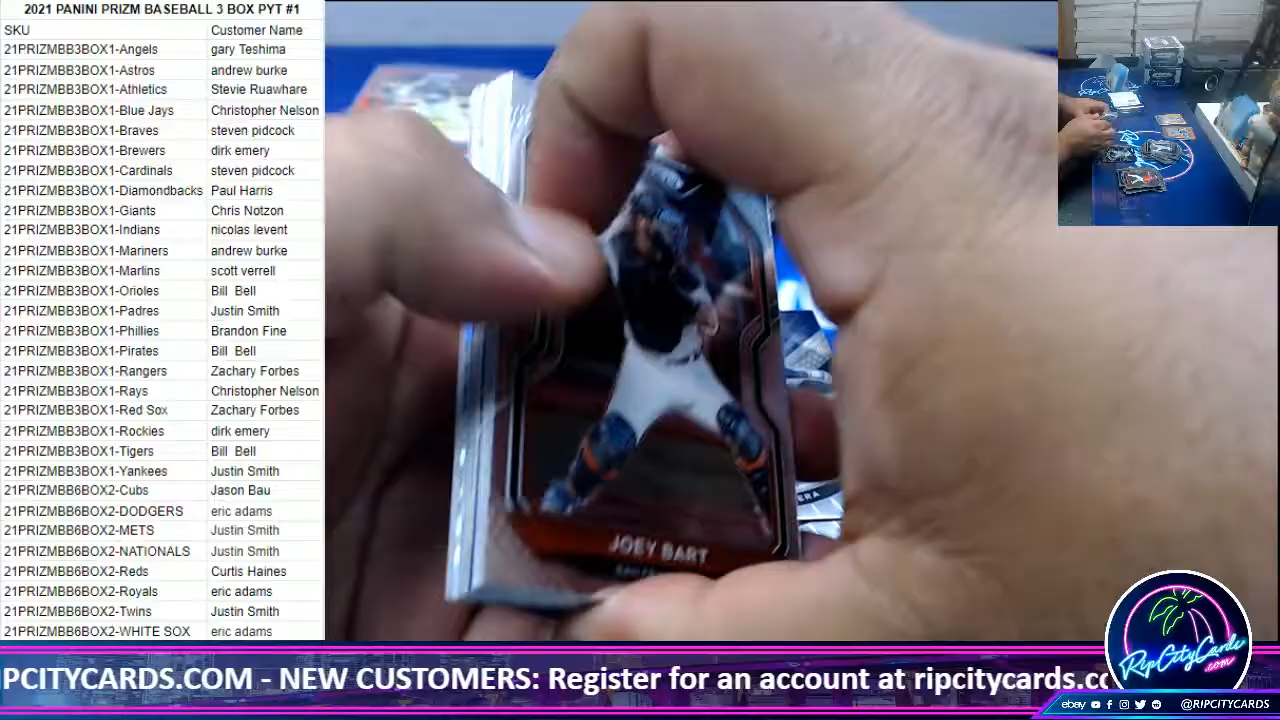 2021 PANINI PRIZM BASEBALL 3 BOX PYT #1
SKU Customer Name
21PRIZMBB3BOX1-Angels gary Teshima
21PRIZMBB3BOX1-Astros andrew burke
21PRIZMBB3BOX1-Athletics Stevie Ruawhare
21PRIZMBB3BOX1-Blue Jays Christopher Nelson
21PRIZMBB3BOX1-Braves steven pidcock
21PRIZMBB3BOX1-Brewers dirk emery
21PRIZMBB3BOX1-Cardinals steven pidcock
21PRIZMBB3BOX1-Diamondbacks Paul Harris
21PRIZMBB3BOX1-Giants Chris Notzon
21PRIZMBB3BOX1-Indians nicolas levent
21PRIZMBB3BOX1-Mariners andrew burke
21PRIZMBB3BOX1-Marlins scott verrell
21PRIZMBB3BOX1-Orioles Bill Bell
21PRIZMBB3BOX1-Padres Justin Smith
21PRIZMBB3BOX1-Phillies Brandon Fine
21PRIZMBB3BOX1-Pirates Bill Bell
21PRIZMBB3BOX1-Rangers Zachary Forbes
21PRIZMBB3BOX1-Rays Christopher Nelson
21PRIZMBB3BOX1-Red Sox Zachary Forbes
21PRIZMBB3BOX1-Rockies dirk emery
21PRIZMBB3BOX1-Tigers Bill Bell
21PRIZMBB3BOX1-Yankees Justin Smith
21PRIZMBB6BOX2-Cubs Jason Bau
21PRIZMBB6BOX2-DODGERS eric adams
21PRIZMBB6BOX2-METS Justin Smith
21PRIZMBB6BOX2-NATIONALS Justin Smith
21PRIZMBB6BOX2-Reds Curtis Haines
21PRIZMBB6BOX2-Royals eric adams
21PRIZMBB6BOX2-Twins Justin Smith
21PRIZMBB6BOX2-WHITE SOX eric adams
JOEY BART
ERA
PCITYCARDS.COM - NEW CUSTOMERS: Register for an account at ripcitycards.co
RipCityCards
.com
ebay @RIPCITYCARDS